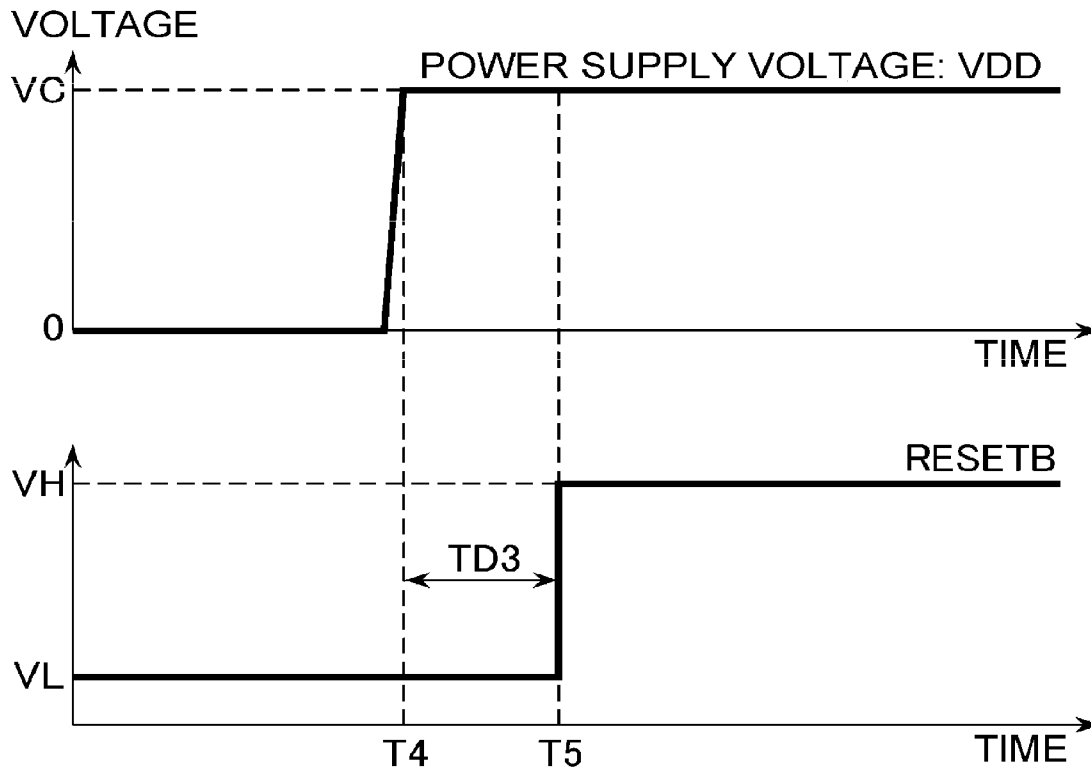 VOLTAGE
POWER SUPPLY VOLTAGE: VDD
VC
0
TIME
RESETB
VH
TD3
VL
T4
T5
TIME